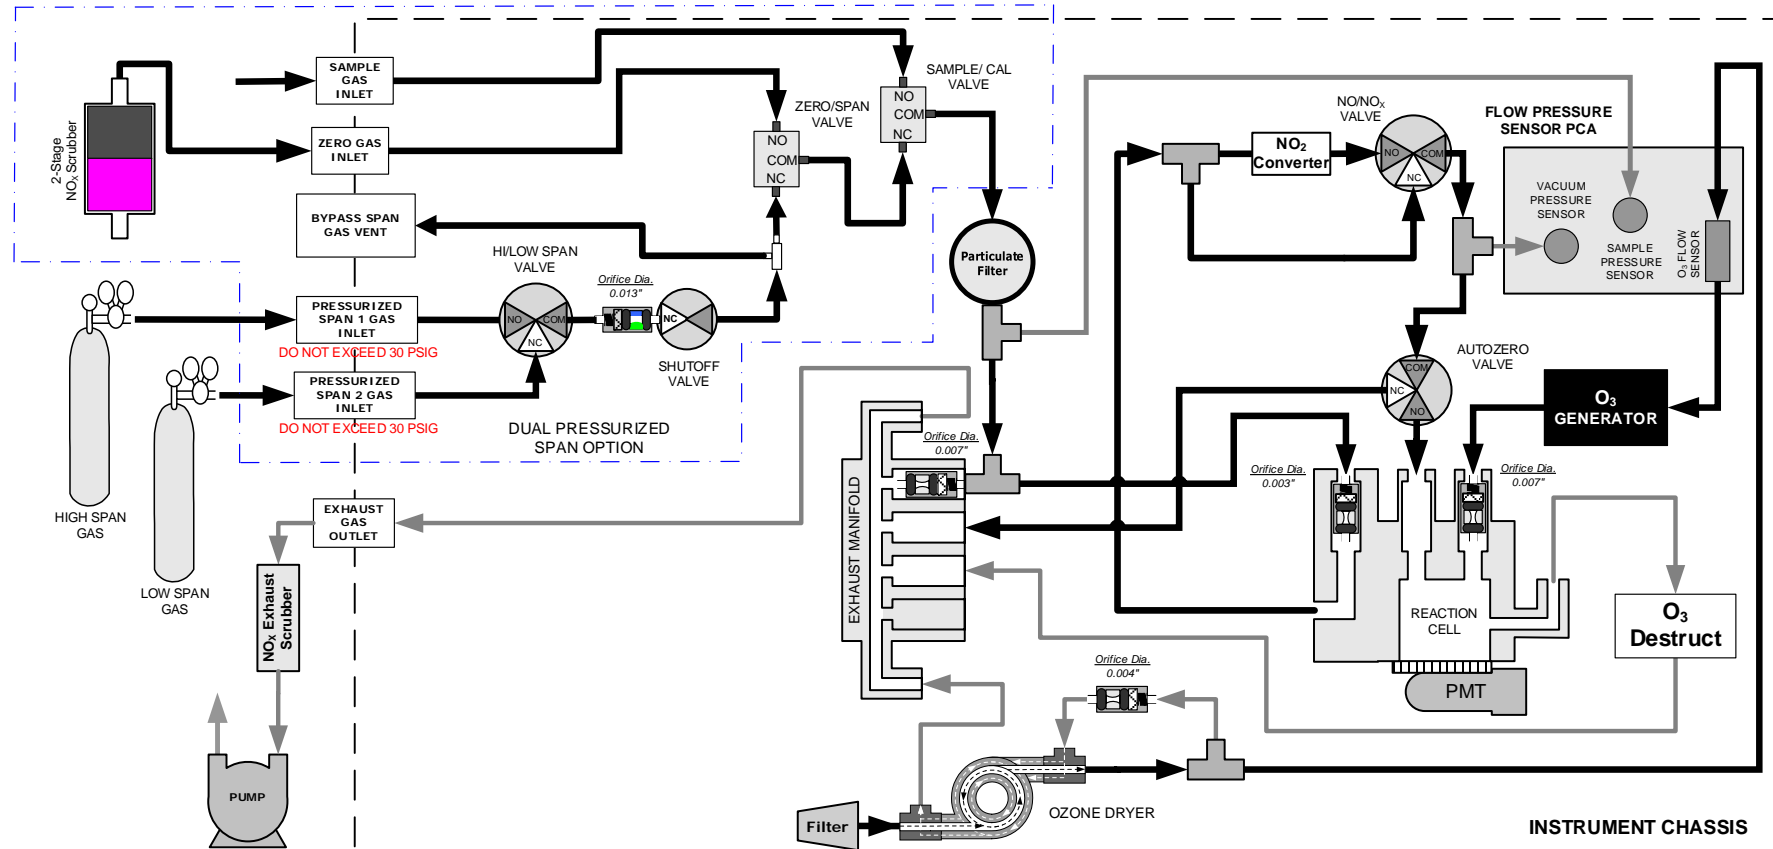 SAMPLE
GAS
INLET
ZERO GAS
INLET
2-Stage
NOX Scrubber
BYPASS SPAN
GAS VENT
HI/LOW SPAN
VALVE
Orifice Dia.
0.013"
PRESSURIZED
SPAN 1 GAS
INLET
DO NOT EXCEED 30 PSIG
PRESSURIZED
SPAN 2 GAS
INLET
DO NOT EXCEED 30 PSIG
NO
COM
NC
NC
SHUTOFF
VALVE
DUAL PRESSURIZED
SPAN OPTION
ZERO/SPAN
VALVE
NO
COM
NC
SAMPLE/ CAL
VALVE
NO
COM
NC
Particulate
Filter
HIGH SPAN
GAS
LOW SPAN
GAS
EXHAUST
GAS
OUTLET
NOX Exhaust
Scrubber
PUMP
EXHAUST MANIFOLD
Orifice Dia.
0.007"
NO2
Converter
NO/NOX
VALVE
NO
COM
NC
FLOW PRESSURE
SENSOR PCA
VACUUM
PRESSURE
SENSOR
SAMPLE
PRESSURE
SENSOR
O3 FLOW
SENSOR
AUTOZERO
VALVE
COM
NC
NO
O3
GENERATOR
Orifice Dia.
0.003"
Orifice Dia.
0.007"
REACTION
CELL
PMT
O3
Destruct
Orifice Dia.
0.004"
OZONE DRYER
Filter
INSTRUMENT CHASSIS